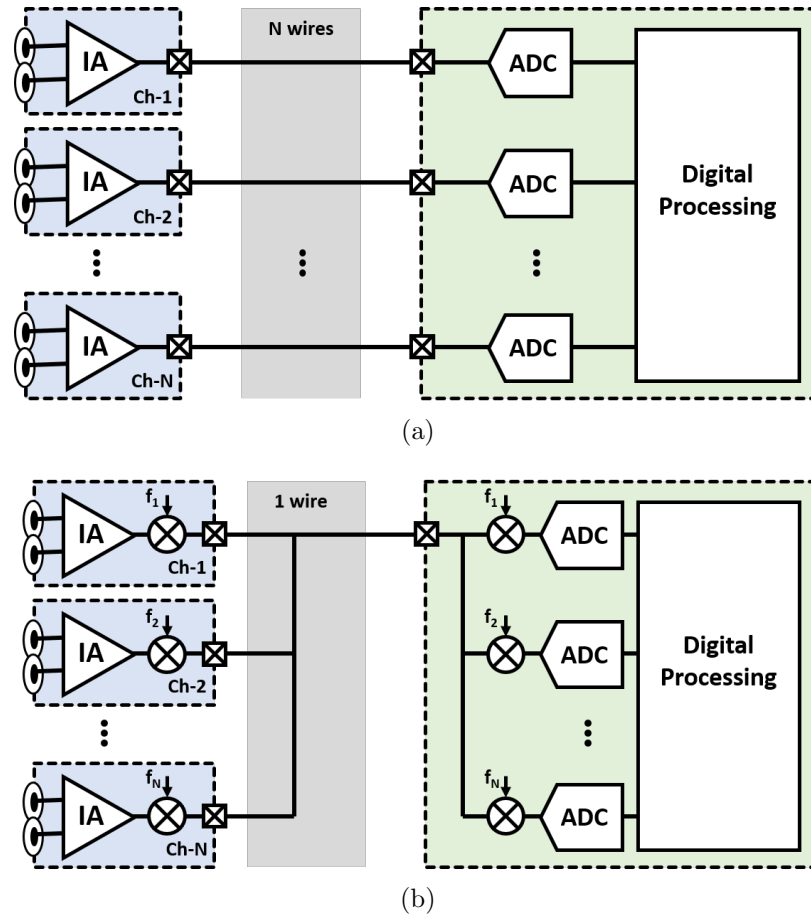 N wires
IA
Ch-1
ADC
IA
Ch-2
ADC
Digital
Processing
IA
Ch-N
ADC
(a)
1 wire
f1
IA
Ch-1
f1
ADC
f2
IA
Ch-2
f2
ADC
Digital
Processing
fN
IA
Ch-N
fN
ADC
(b)